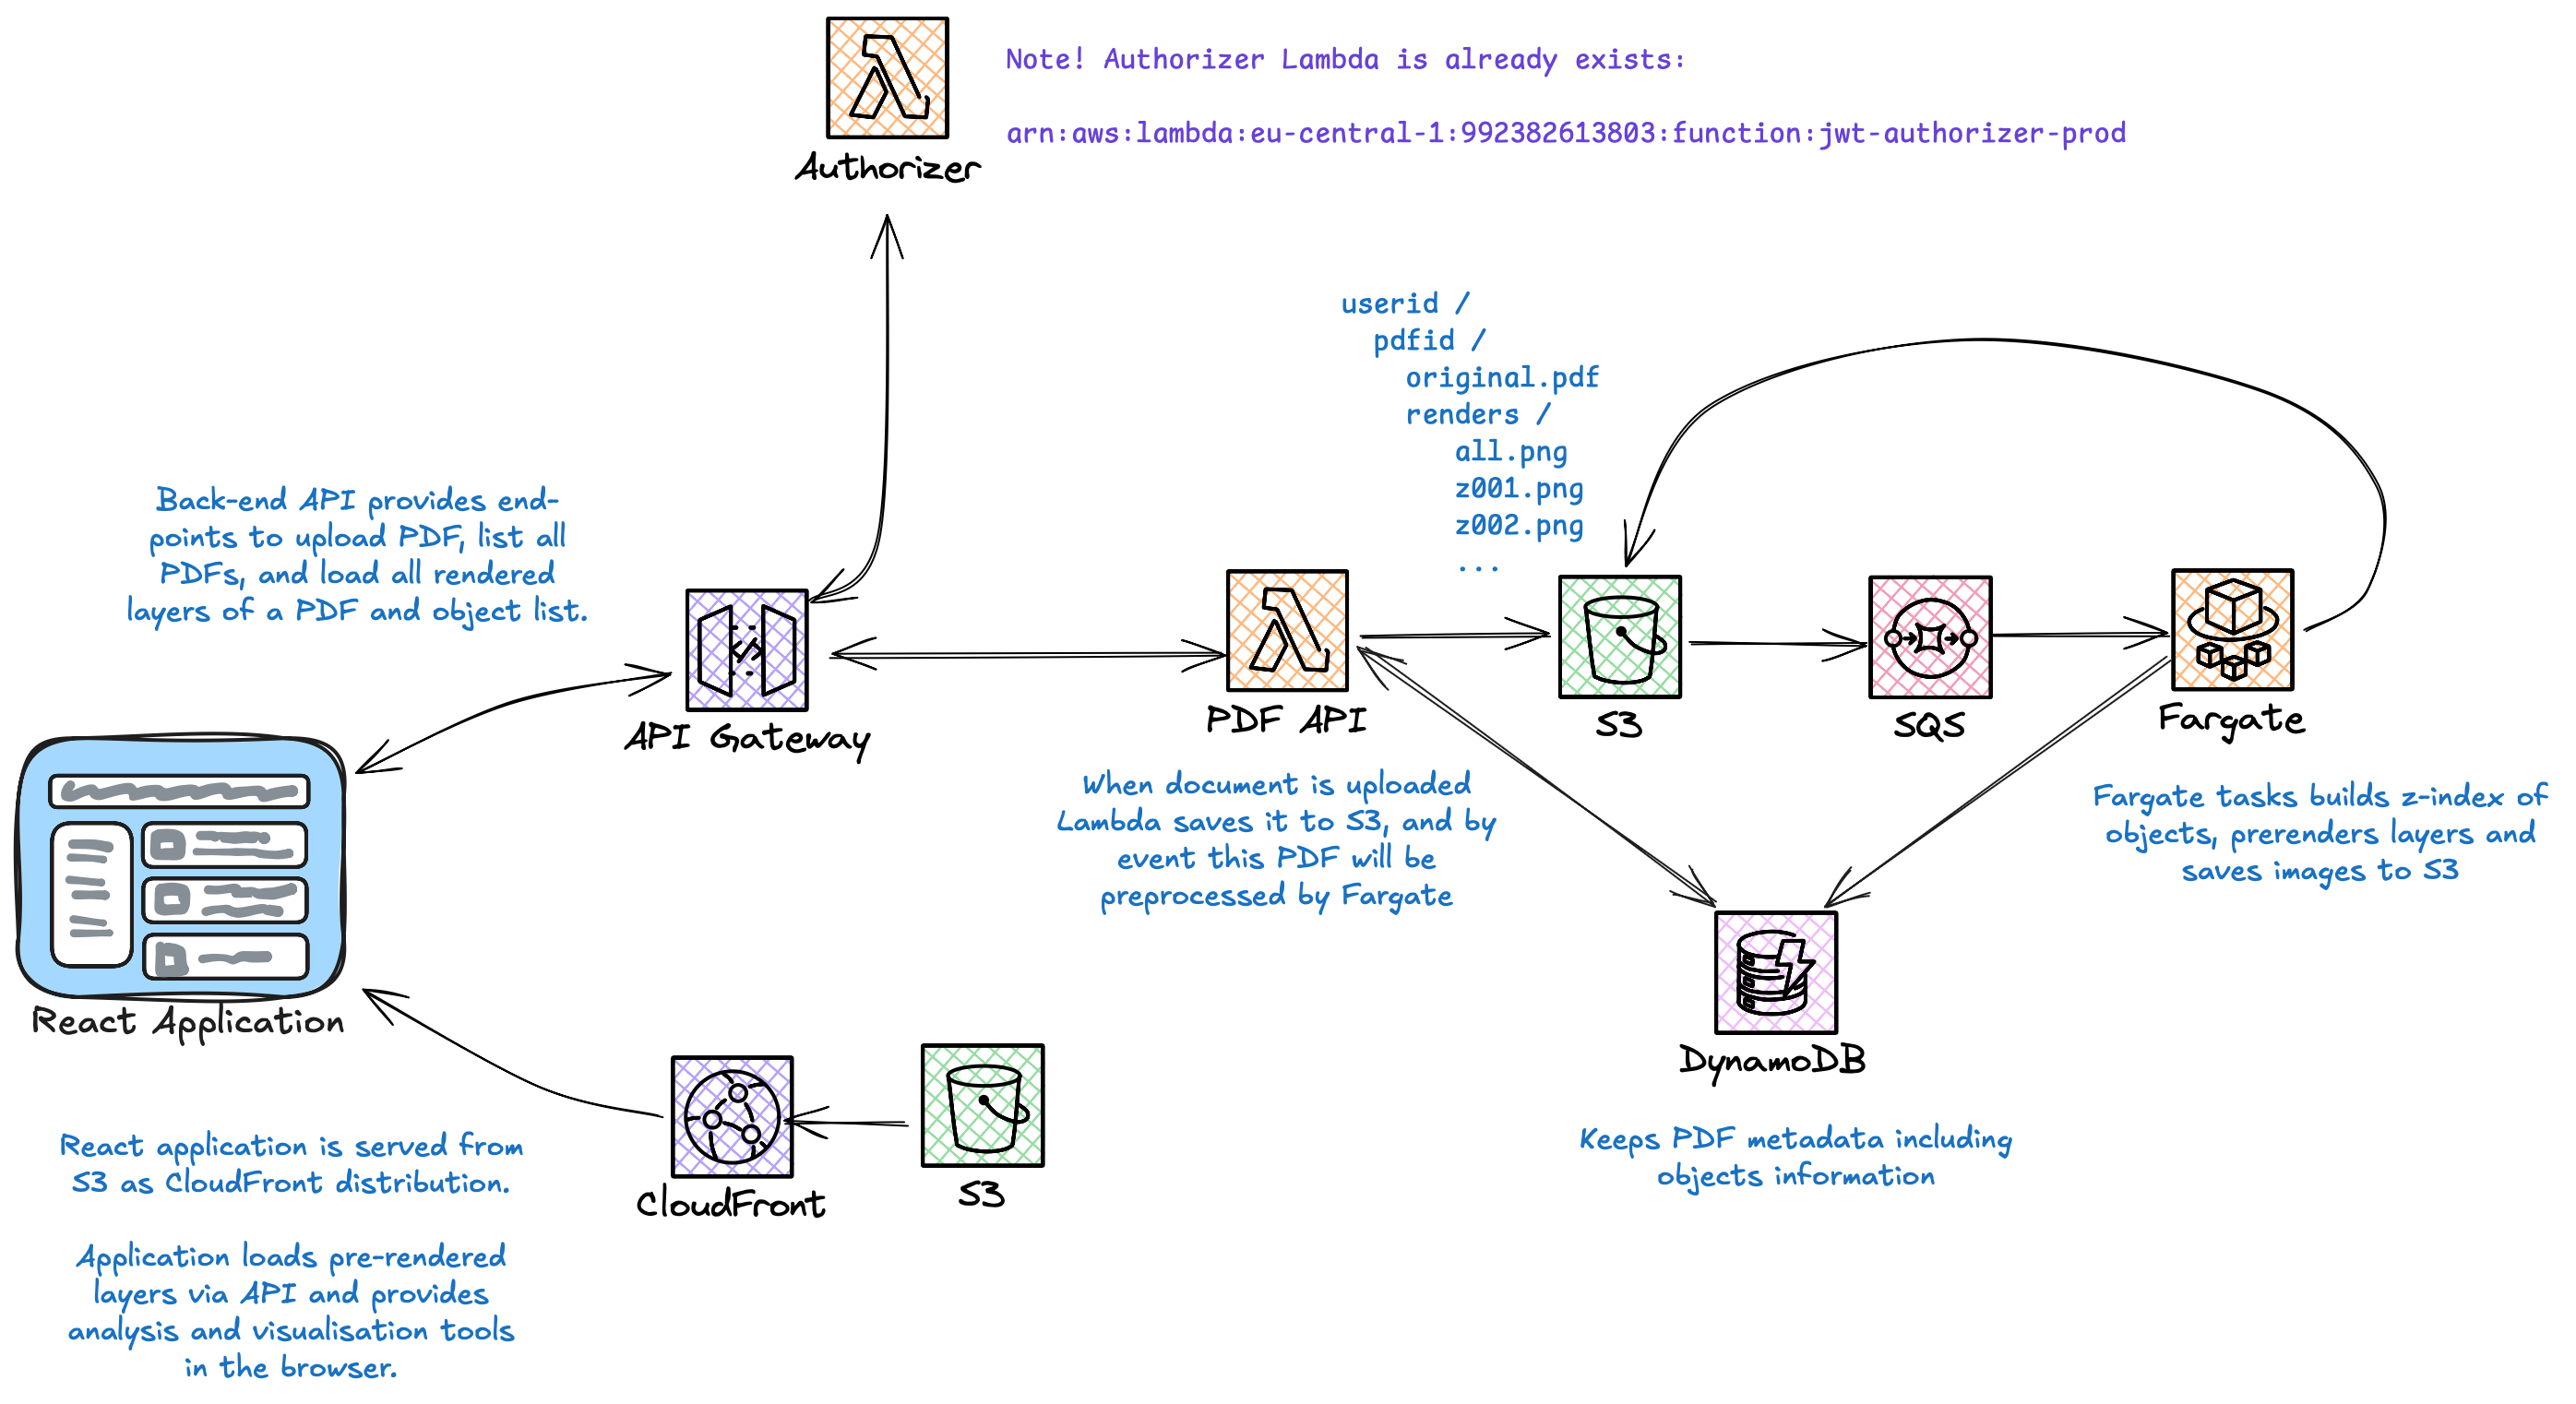 Note! Authorizer Lambda is already exists:
arn:aws:lambda:eu-central-1:992382613803:function:jwt-authorizer-prod
Authorizer
userid /
pdfid /
original.pdf
renders /
all.png
z001.png
z002.png
...
Back-end API provides end-
points to upload PDF, list all
PDFs, and load all rendered
layers of a PDF and object list.
API Gateway
PDF API
S3
SQS
Fargate
When document is uploaded
Lambda saves it to S3, and by
event this PDF will be
preprocessed by Fargate
Fargate tasks builds z-index of
objects, prerenders layers and
saves images to S3
React Application
DynamoDB
Keeps PDF metadata including
objects information
CloudFront
S3
React application is served from
S3 as CloudFront distribution.
Application loads pre-rendered
layers via API and provides
analysis and visualisation tools
in the browser.